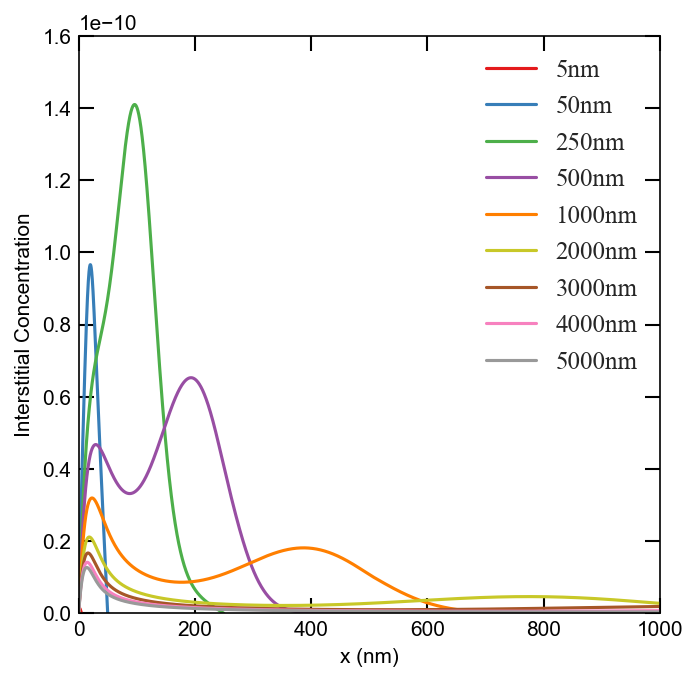 1e−10
1.6
1.4
1.2
1.0
0.8
0.6
0.4
0.2
0.0
Interstitial Concentration
5nm
50nm
250nm
500nm
1000nm
2000nm
3000nm
4000nm
5000nm
0 200 400 600 800 1000
x (nm)